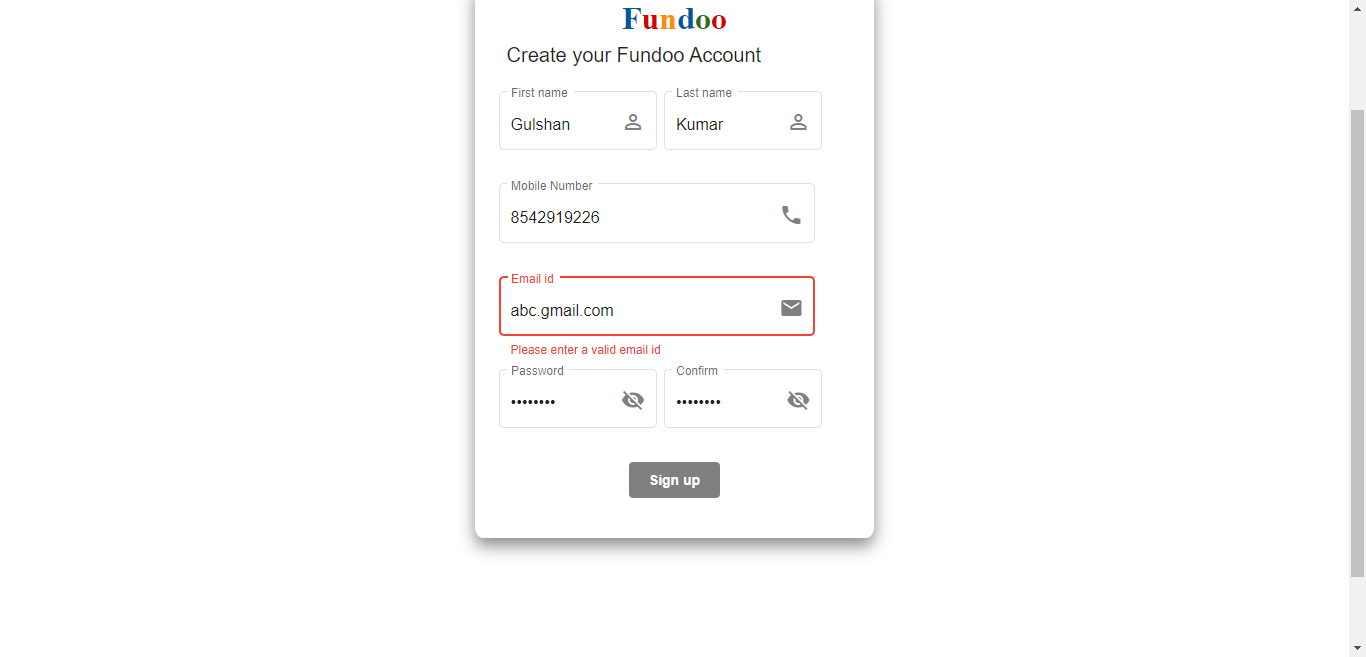 Fundoo
Create your Fundoo Account
First name
Last name
Gulshan
Kumar
Mobile Number
8542919226
Email id
abc.gmail.com
Please enter a valid email id
Password
Confirm
••••••••
••••••••
Sign up